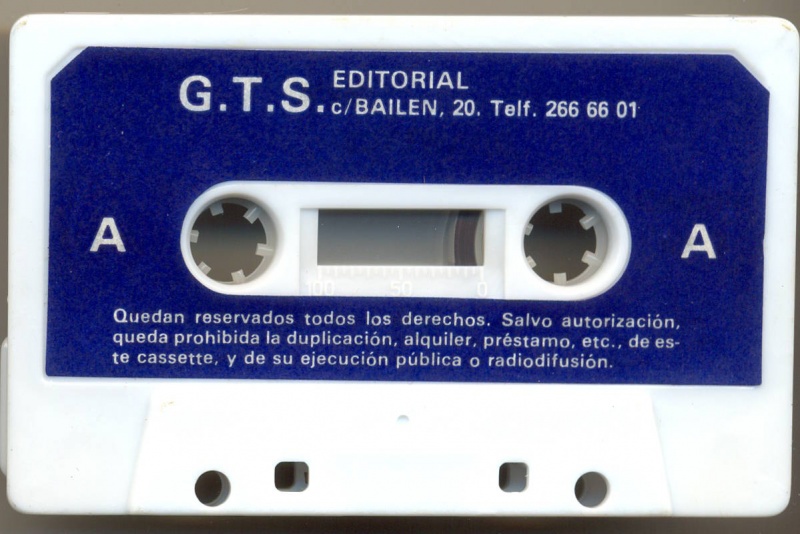 G.T.S. EDITORIAL
c/BAILEN, 20. Telf. 266 66 01
A A
100 50 0
Quedan reservados todos los derechos. Salvo autorización,
queda prohibida la duplicación, alquiler, préstamo, etc., de es-
te cassette, y de su ejecución pública o radiodifusión.